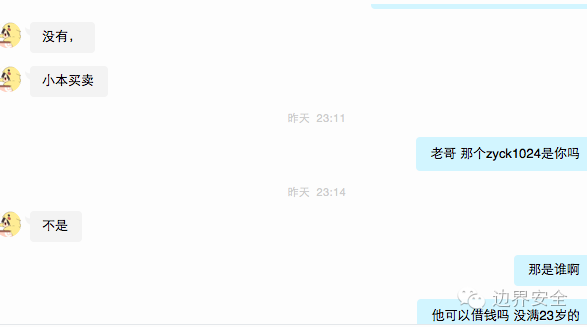 没有，
小本买卖
昨天 23:11
老哥 那个zyck1024是你吗
昨天 23:14
不是
那是谁啊
边界安全
他可以借钱吗 没满23岁的